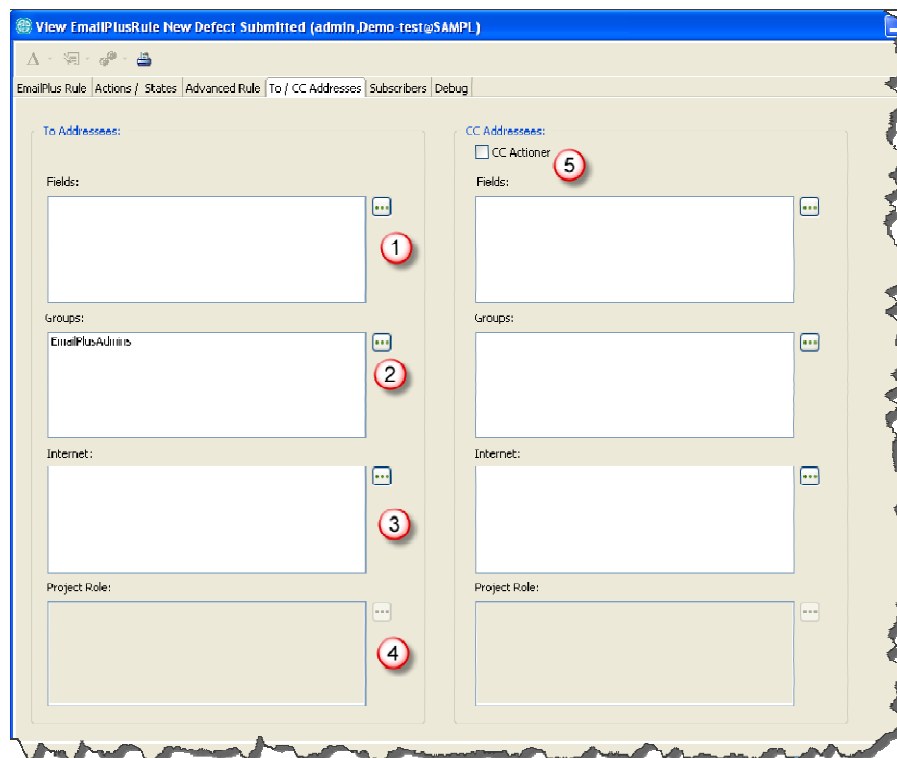 View EmailPlusRule New Defect Submitted (admin,Demo-test@SAMPL)
A
EmailPlus Rule Actions / States Advanced Rule To / CC Addresses Subscribers Debug
To Addressees:
Fields:
1
Groups:
EmailPlusAdmins
2
Internet:
3
Project Role:
4
CC Addressees:
CC Actioner
5
Fields:
Groups:
Internet:
Project Role: